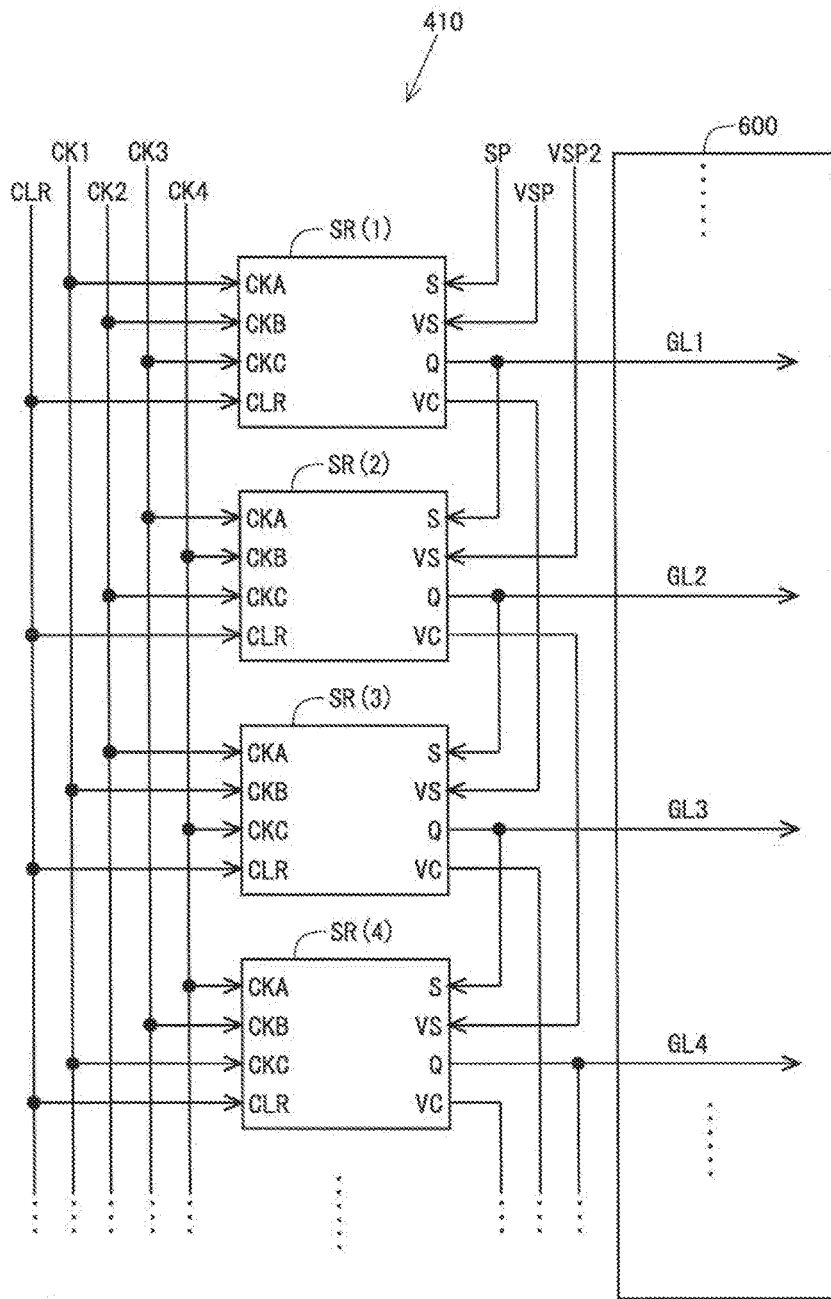 410
600
CK1 CK3 SP VSP2
CLR CK2 CK4 VSP
SR(1)
CKA S
CKB VS
CKC Q GL1
CLR VC
SR(2)
CKA S
CKB VS
CKC Q GL2
CLR VC
SR(3)
CKA S
CKB VS
CKC Q GL3
CLR VC
SR(4)
CKA S
CKB VS
CKC Q GL4
CLR VC